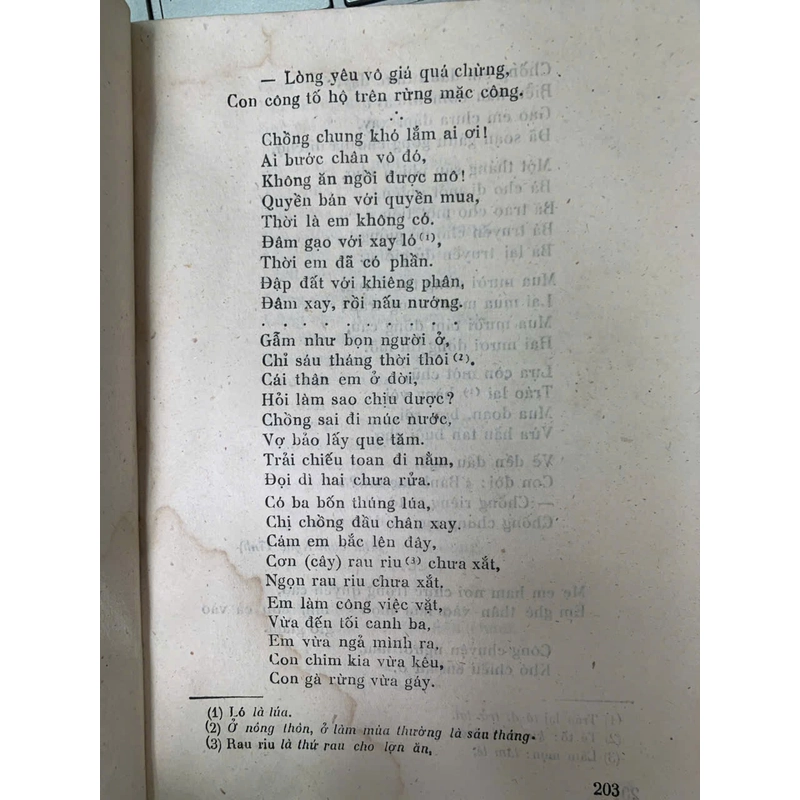 — Lòng yêu vô giá quá chừng,
Con công tố hộ trên rừng mặc công.
∴
Chồng chung khó lắm ai ơi!
Ai bước chân vô đó,
Không ăn ngồi được mô!
Quyền bán với quyền mua,
Thời là em không có.
Đâm gạo với xay ló(1),
Thời em đã có phần.
Đập đất với khiêng phân,
Đâm xay, rồi nấu nướng.
. . . . . . . . . .
Gẫm như bọn người ở,
Chỉ sáu tháng thời thôi(2).
Cái thân em ở đời,
Hỏi làm sao chịu được?
Chồng sai đi múc nước,
Vợ bảo lấy que tăm.
Trải chiếu toan đi nằm,
Đọi dì hai chưa rửa.
Có ba bốn thúng lúa,
Chị chồng đầu chân xay.
Cám em bắc lên đây,
Cơn (cây) rau riu(3) chưa xắt,
Ngọn rau riu chưa xắt.
Em làm công việc vặt,
Vừa đến tối canh ba,
Em vừa ngả mình ra,
Con chim kia vừa kêu,
Con gà rừng vừa gáy.
(1) Ló là lúa.
(2) Ở nông thôn, ở làm mùa thường là sáu tháng.
(3) Rau riu là thứ rau cho lợn ăn.
203